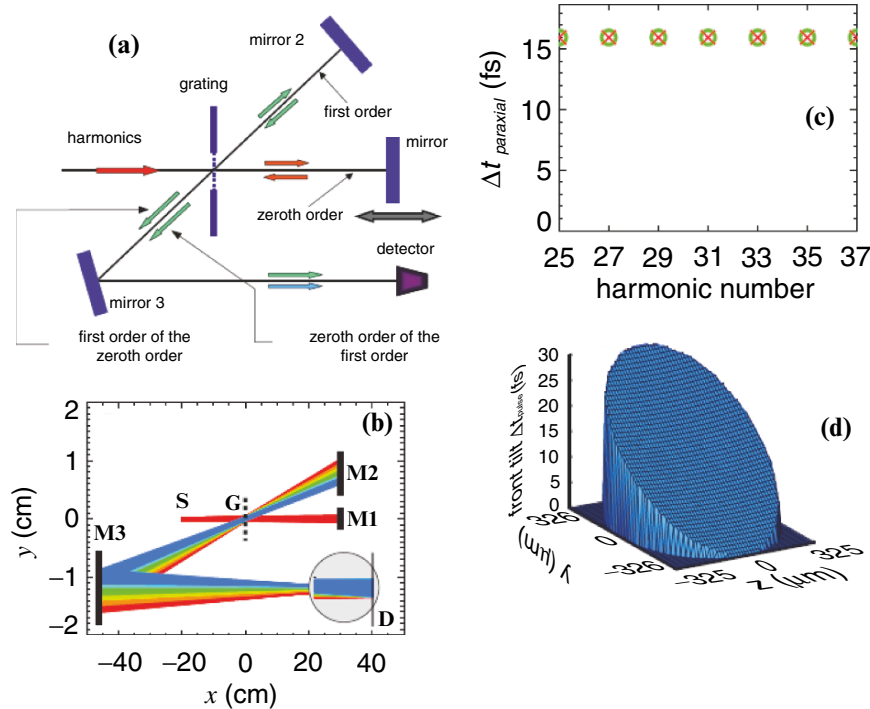 (a)
mirror 2
grating
first order
harmonics
mirror
zeroth order
detector
mirror 3
first order of the
zeroth order
zeroth order of the
first order
(b)
2
1
0
−1
−2
y (cm)
S
G
M1
M2
M3
D
−40
−20
0
20
40
x (cm)
15
10
5
0
Δt paraxial (fs)
(c)
25
27
29
31
33
35
37
harmonic number
30
25
20
15
10
5
0
front tilt Δt pulse (fs)
(d)
326
0
−326
y (μm)
−325
0
325
z (μm)